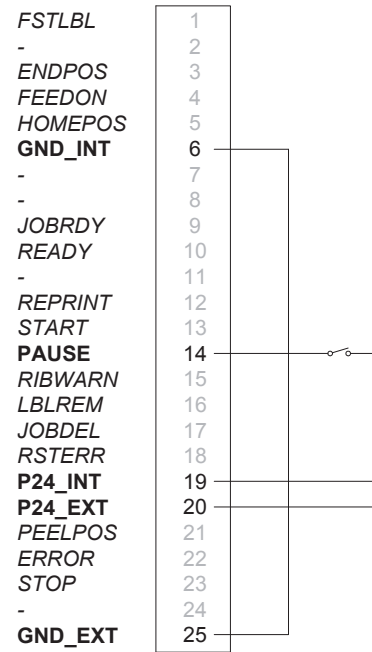 FSTLBL 1
- 2
ENDPOS 3
FEEDON 4
HOMEPOS 5
GND_INT 6
- 7
- 8
JOBRDY 9
READY 10
- 11
REPRINT 12
START 13
PAUSE 14
RIBWARN 15
LBLREM 16
JOBDEL 17
RSTERR 18
P24_INT 19
P24_EXT 20
PEELPOS 21
ERROR 22
STOP 23
- 24
GND_EXT 25